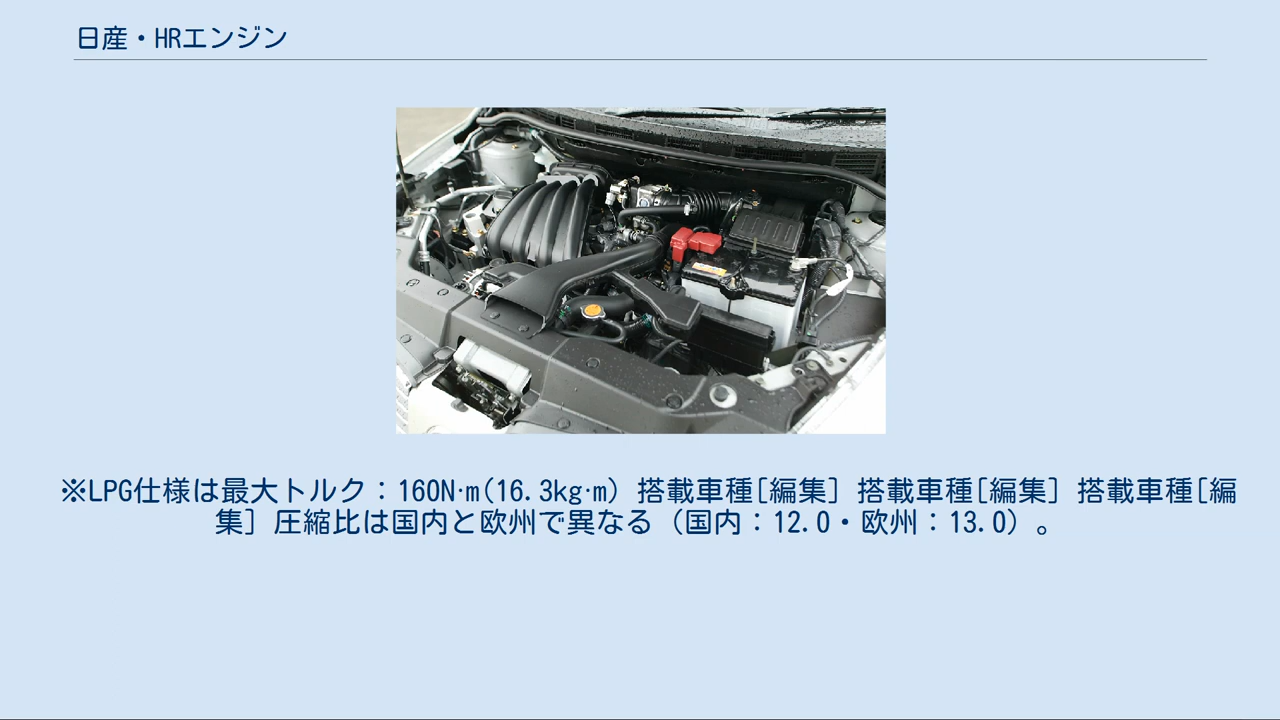 日産・HRエンジン
※LPG仕様は最大トルク：160N·m(16.3kg·m) 搭載車種[編集] 搭載車種[編集] 搭載車種[編
集] 圧縮比は国内と欧州で異なる（国内：12.0・欧州：13.0）。